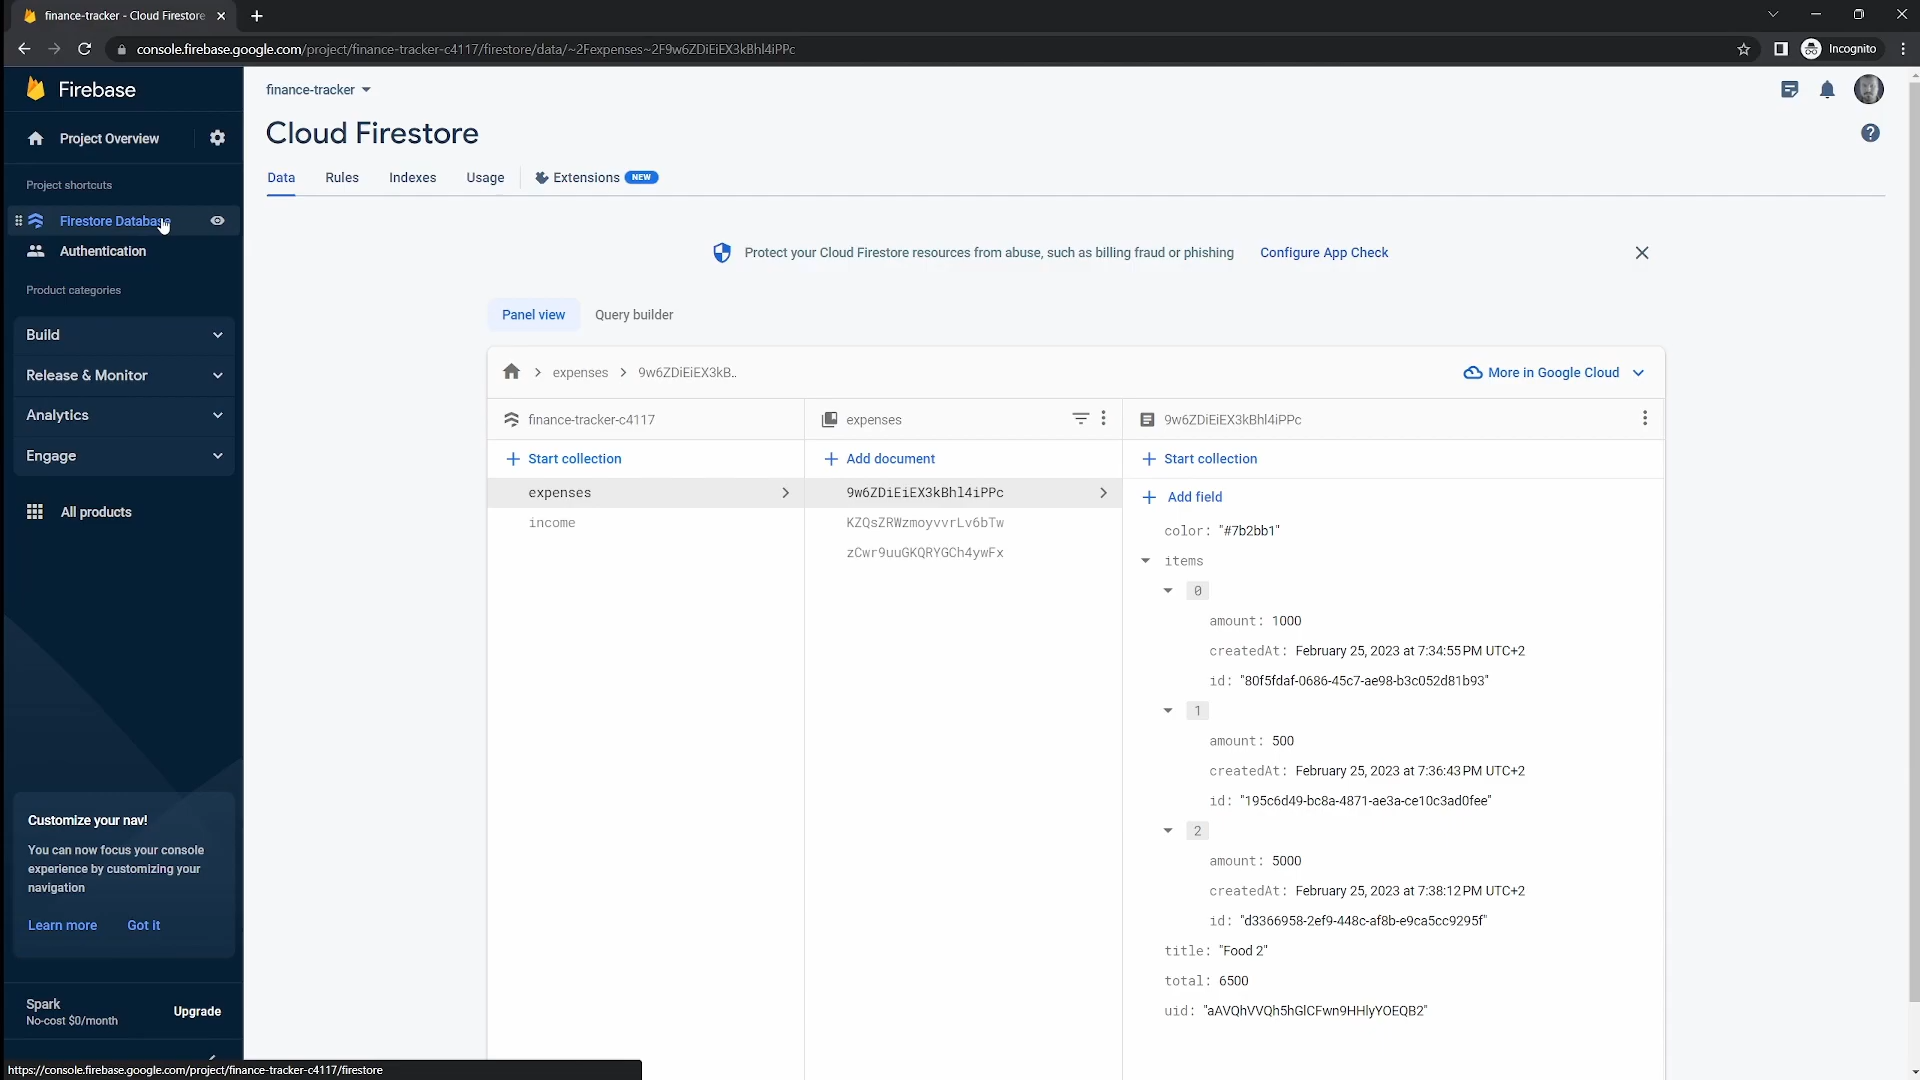 finance-tracker - Cloud Firestore
console.firebase.google.com/project/finance-tracker-c4117/firestore/data/~2Fexpenses~2F9w6ZDiEiEX3kBhl4iPPc
Incognito
Firebase
finance-tracker
Project Overview
Cloud Firestore
Project shortcuts
Data
Rules
Indexes
Usage
Extensions
NEW
Firestore Database
Authentication
Protect your Cloud Firestore resources from abuse, such as billing fraud or phishing
Configure App Check
Product categories
Build
Release & Monitor
Analytics
Engage
All products
Panel view
Query builder
expenses
9w6ZDiEiEX3kB..
More in Google Cloud
finance-tracker-c4117
expenses
9w6ZDiEiEX3kBhl4iPPc
Start collection
Add document
Start collection
expenses
income
9w6ZDiEiEX3kBhl4iPPc
KZQsZRWzmoyvvrLv6bTw
zCwr9uuGKQRYGCh4ywFx
Add field
color: "#7b2bb1"
items
0
amount: 1000
createdAt: February 25, 2023 at 7:34:55 PM UTC+2
id: "80f5fdaf-0686-45c7-ae98-b3c052d81b93"
1
amount: 500
createdAt: February 25, 2023 at 7:36:43 PM UTC+2
id: "195c6d49-bc8a-4871-ae3a-ce10c3ad0fee"
2
amount: 5000
createdAt: February 25, 2023 at 7:38:12 PM UTC+2
id: "d3366958-2ef9-448c-af8b-e9ca5cc9295f"
title: "Food 2"
total: 6500
uid: "aAVQhVVQh5hGlCFwn9HHlyYOEQB2"
Customize your nav!
You can now focus your console
experience by customizing your
navigation
Learn more
Got it
Spark
No-cost $0/month
Upgrade
https://console.firebase.google.com/project/finance-tracker-c4117/firestore